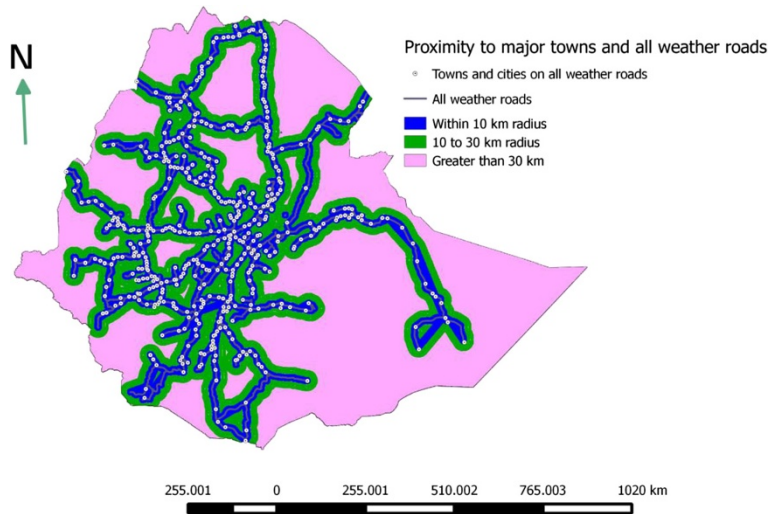 N
Proximity to major towns and all weather roads
Towns and cities on all weather roads
All weather roads
Within 10 km radius
10 to 30 km radius
Greater than 30 km
255.001 0 255.001 510.002 765.003 1020 km